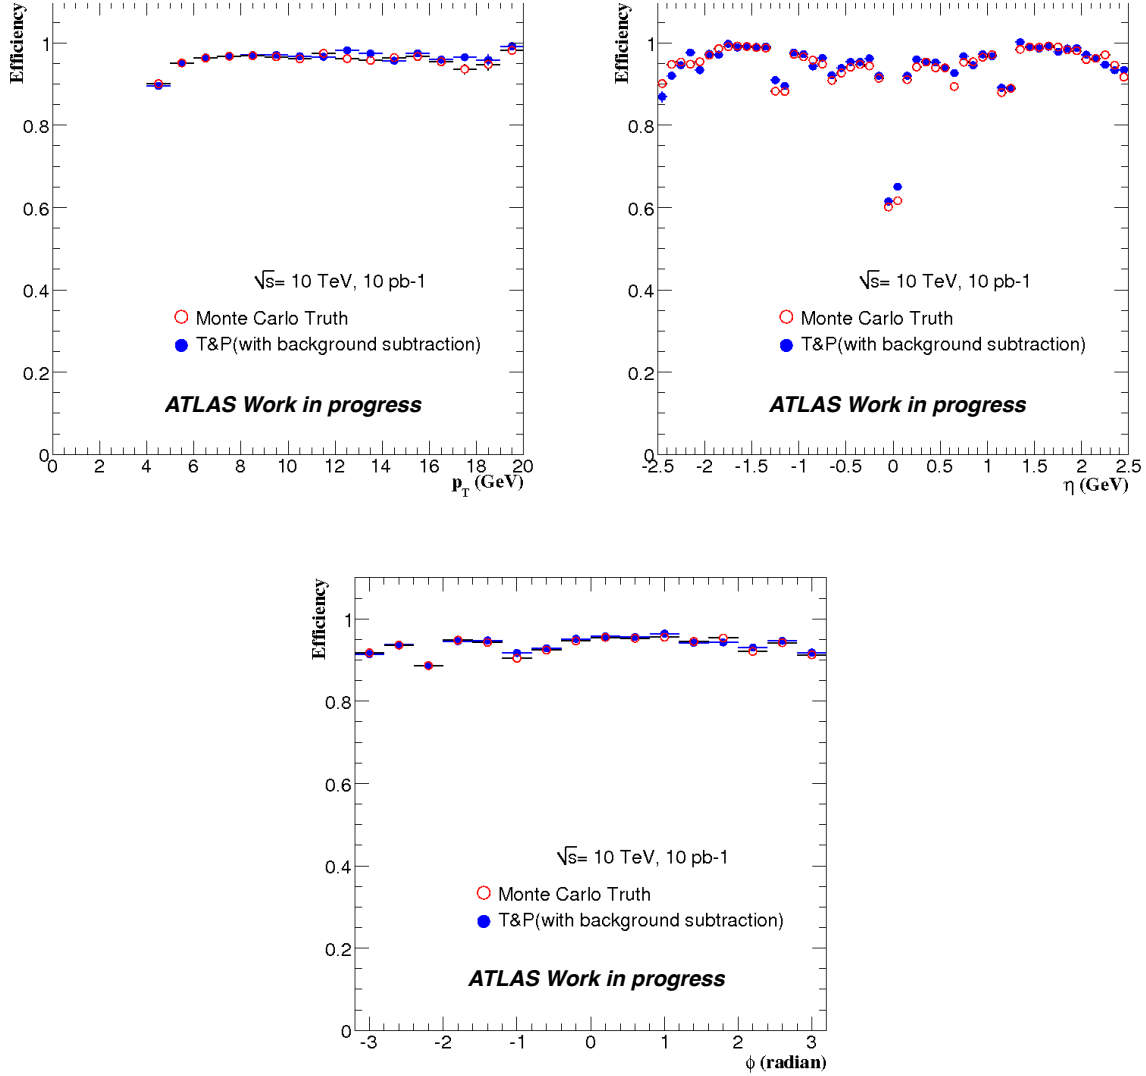 Efficiency
1
0.8
0.6
0.4
0.2
0
√s= 10 TeV, 10 pb-1
Monte Carlo Truth
T&P(with background subtraction)
ATLAS Work in progress
0 2 4 6 8 10 12 14 16 18 20
p_T (GeV)
Efficiency
1
0.8
0.6
0.4
0.2
0
√s= 10 TeV, 10 pb-1
Monte Carlo Truth
T&P(with background subtraction)
ATLAS Work in progress
-2.5 -2 -1.5 -1 -0.5 0 0.5 1 1.5 2 2.5
η (GeV)
Efficiency
1
0.8
0.6
0.4
0.2
0
√s= 10 TeV, 10 pb-1
Monte Carlo Truth
T&P(with background subtraction)
ATLAS Work in progress
-3 -2 -1 0 1 2 3
ϕ (radian)